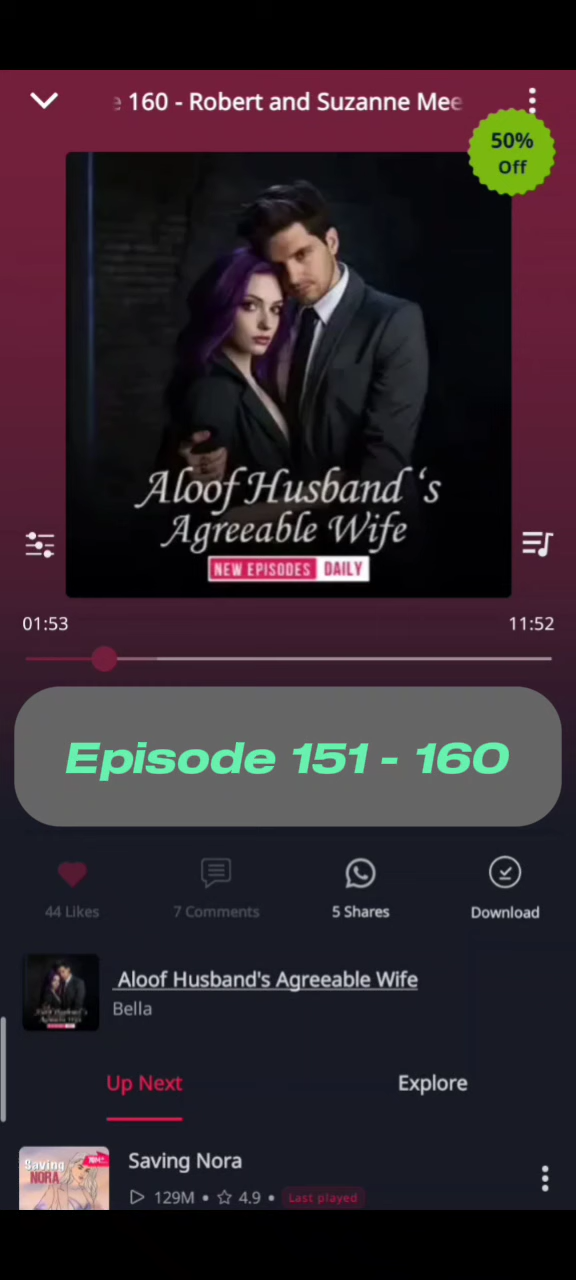 e 160 - Robert and Suzanne Mee
50%
Off
Aloof Husband 's
Agreeable Wife
NEW EPISODES DAILY
01:53
11:52
Episode 151 - 160
44 Likes
7 Comments
5 Shares
Download
Aloof Husband's Agreeable Wife
Bella
Up Next
Explore
Saving
NORA
Saving Nora
129M • 4.9 • Last played